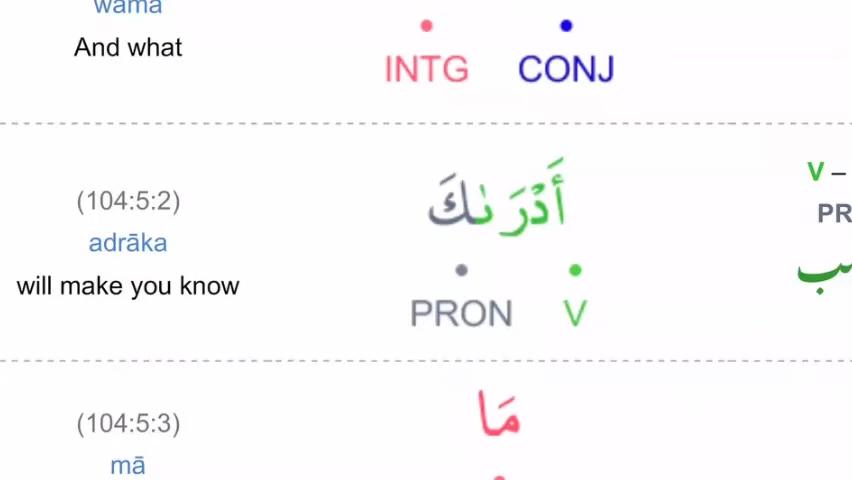 wama
And what
INTG CONJ
(104:5:2)
adrāka
will make you know
أَدْرَىٰكَ
PRON V
V –
PR
(104:5:3)
mā
مَا